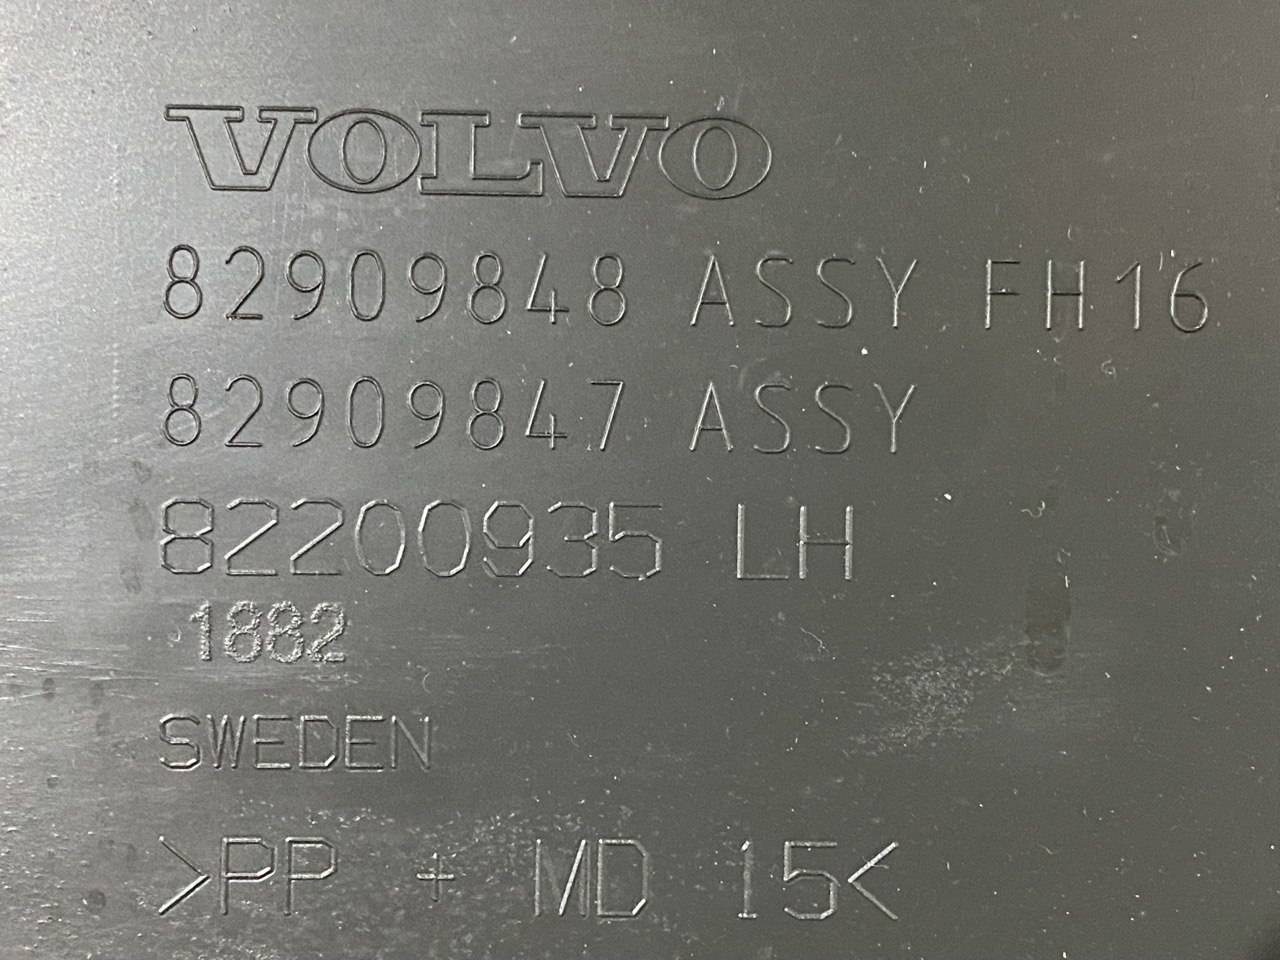 VOLVO
82909848 ASSY FH16
82909847 ASSY
82200935 LH
1882
SWEDEN
>PP + MD 15<